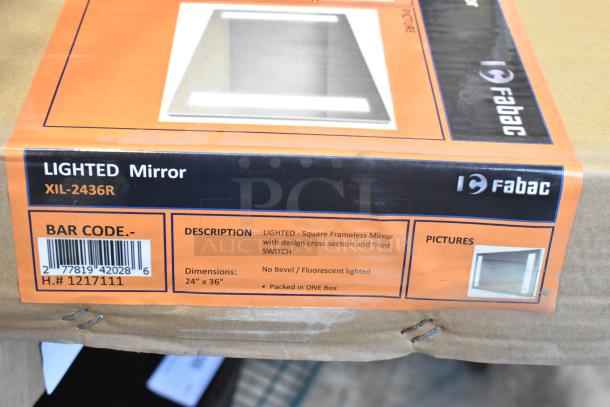 PICTURE
Fabac
LIGHTED Mirror
XIL-2436R
Fabac
PCI
AUCTION GROUP
BAR CODE.-
2 77819 42028 6
H.# 1217111
DESCRIPTION
LIGHTED - Square Frameless Mirror
with design cross section and front
SWITCH
Dimensions:
24" x 36"
No Bevel / Fluorescent lighted
• Packed in ONE Box
PICTURES